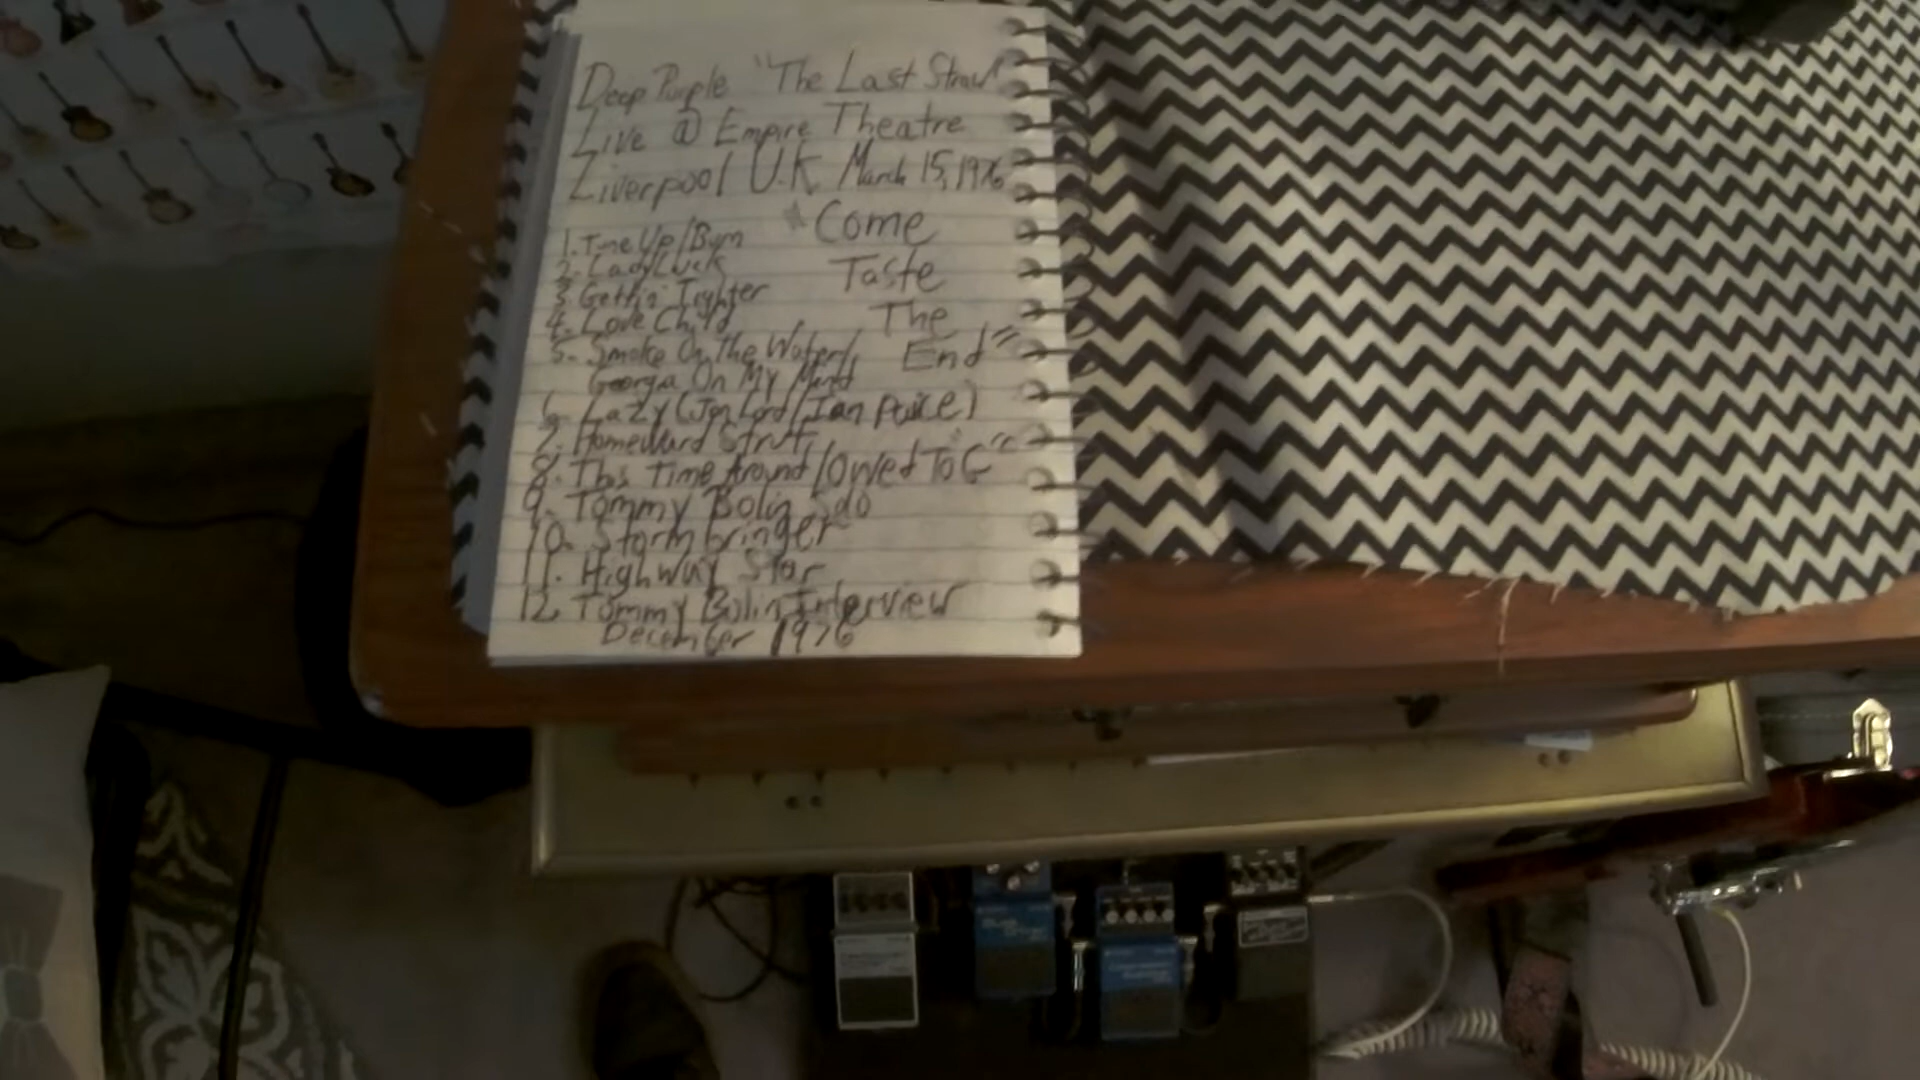 Deep Purple "The Last Straw
Live @ Empire Theatre
Liverpool U.K March 15, 1976
"Come
Taste
The
End"
1. Tune Up/Burn
2. Lady Luck
3. Gettin' Tighter
4. Love Child
5. Smoke On The Water/
Georgia On My Mind
6. Lazy (Jon Lord/Ian Paice)
7. Homeward Strut
8. This Time Around/Owed To G"
9. Tommy Bolin Solo
10. Stormbringer
11. Highway Star
12. Tommy Bolin Interview
December 1976